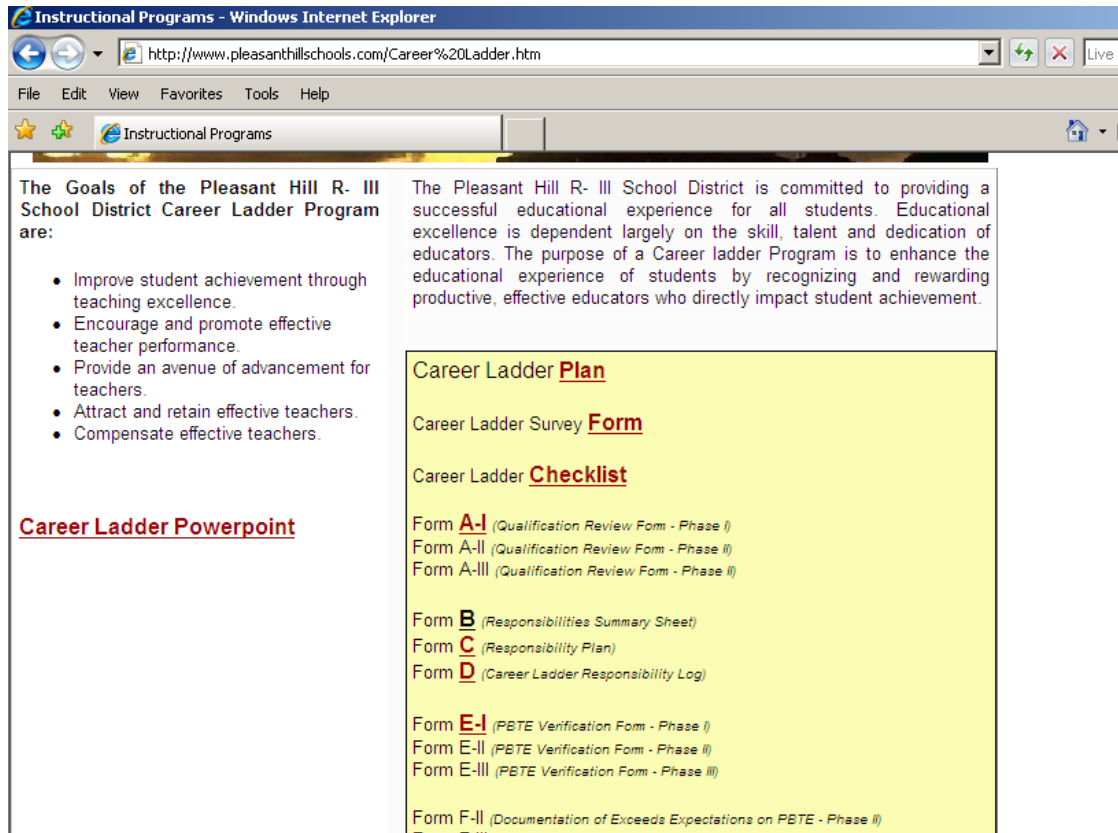 Instructional Programs - Windows Internet Explorer
http://www.pleasanthillschools.com/Career%20Ladder.htm
Live
File Edit View Favorites Tools Help
Instructional Programs
The Goals of the Pleasant Hill R- III
School District Career Ladder Program
are:
Improve student achievement through
teaching excellence.
Encourage and promote effective
teacher performance.
Provide an avenue of advancement for
teachers.
Attract and retain effective teachers.
Compensate effective teachers.
Career Ladder Powerpoint
The Pleasant Hill R- III School District is committed to providing a
successful educational experience for all students. Educational
excellence is dependent largely on the skill, talent and dedication of
educators. The purpose of a Career ladder Program is to enhance the
educational experience of students by recognizing and rewarding
productive, effective educators who directly impact student achievement.
Career Ladder Plan
Career Ladder Survey Form
Career Ladder Checklist
Form A-I (Qualification Review Form - Phase I)
Form A-II (Qualification Review Form - Phase II)
Form A-III (Qualification Review Form - Phase II)
Form B (Responsibilities Summary Sheet)
Form C (Responsibility Plan)
Form D (Career Ladder Responsibility Log)
Form E-I (PBTE Verification Form - Phase I)
Form E-II (PBTE Verification Form - Phase II)
Form E-III (PBTE Verification Form - Phase III)
Form F-II (Documentation of Exceeds Expectations on PBTE - Phase II)